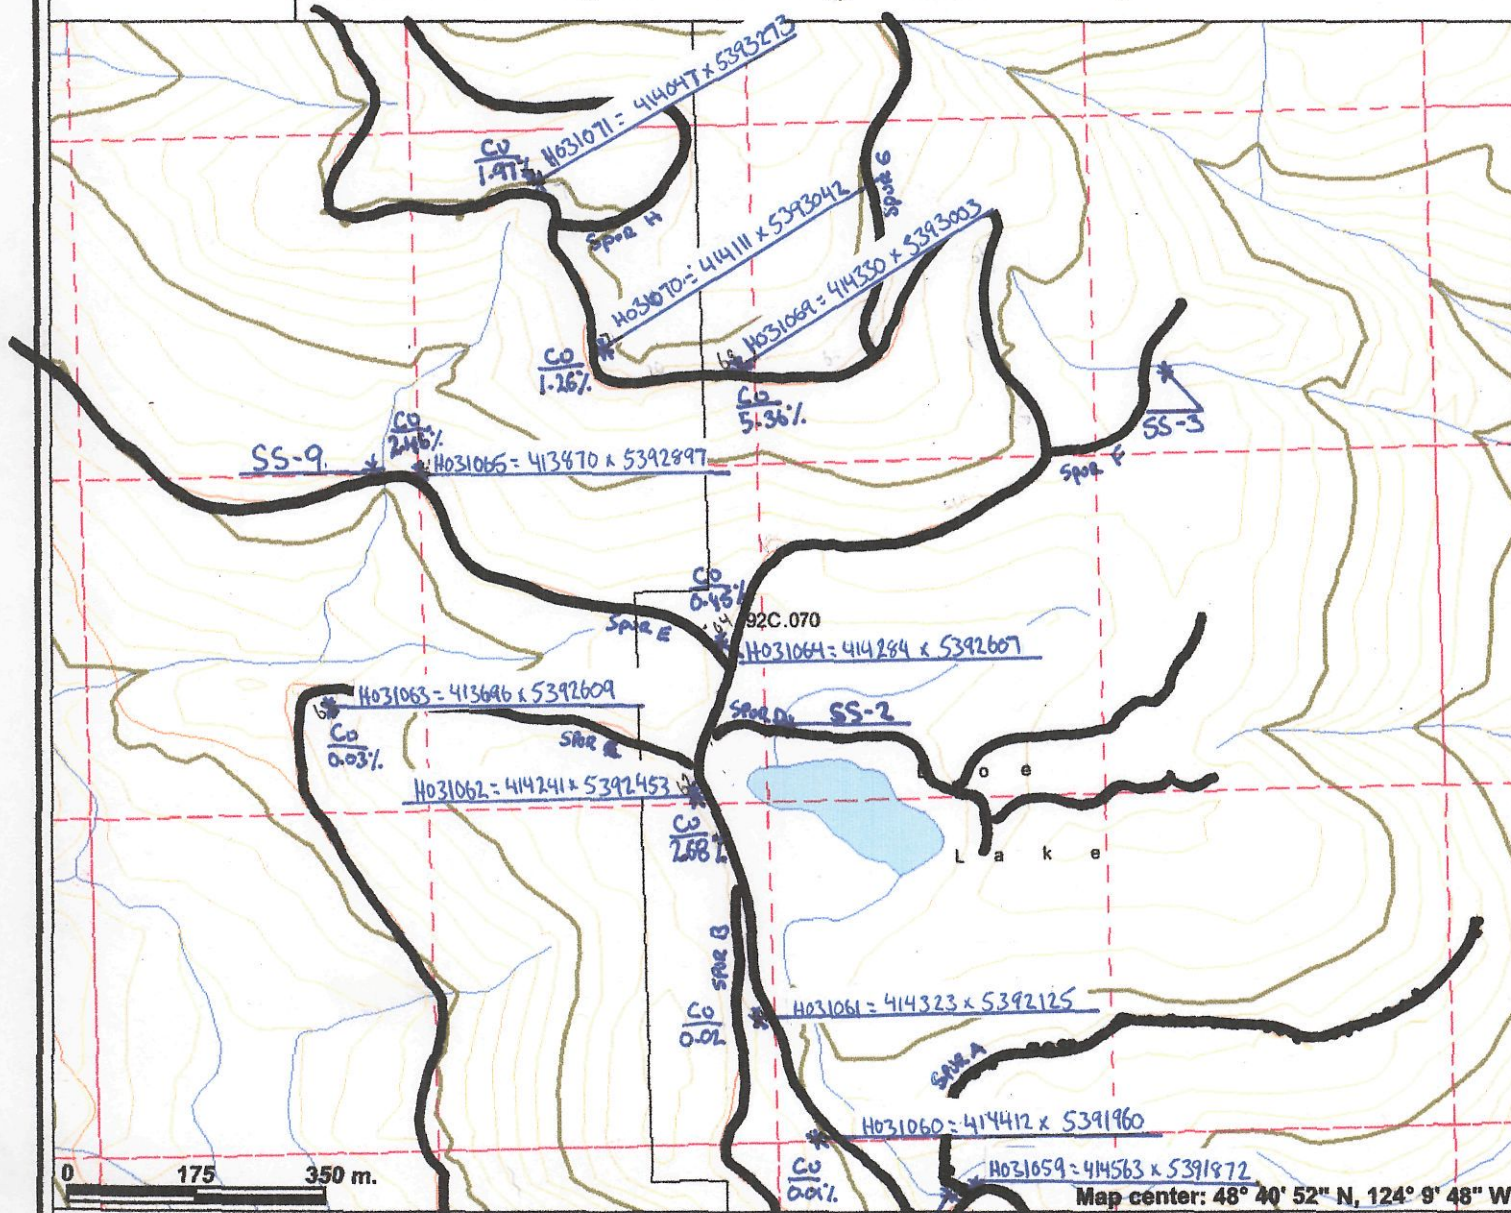 H031071 = 414047 x 5393273
Cu
1.97%
SPUR H
SPUR G
H031070 = 414111 x 5393042
H031069 = 414330 x 5393003
Cu
1.26%
Cu
5.36%
SS-3
SPUR F
Cu
2.46%
SS-9
H031065 = 413870 x 5392897
Cu
0.45%
92C.070
SPUR E
H031064 = 414284 x 5392607
H031063 = 413696 x 5392609
Cu
0.03%
SPUR D
SS-2
SPUR
H031062 = 414241 x 5392453
o e
Cu
2.68%
L a k e
SPUR B
H031061 = 414323 x 5392125
Cu
0.02
SPUR A
H031060 = 414412 x 5391960
Cu
0.01%
H031059 = 414563 x 5391872
0 175 350 m.
Map center: 48° 40' 52" N, 124° 9' 48" W